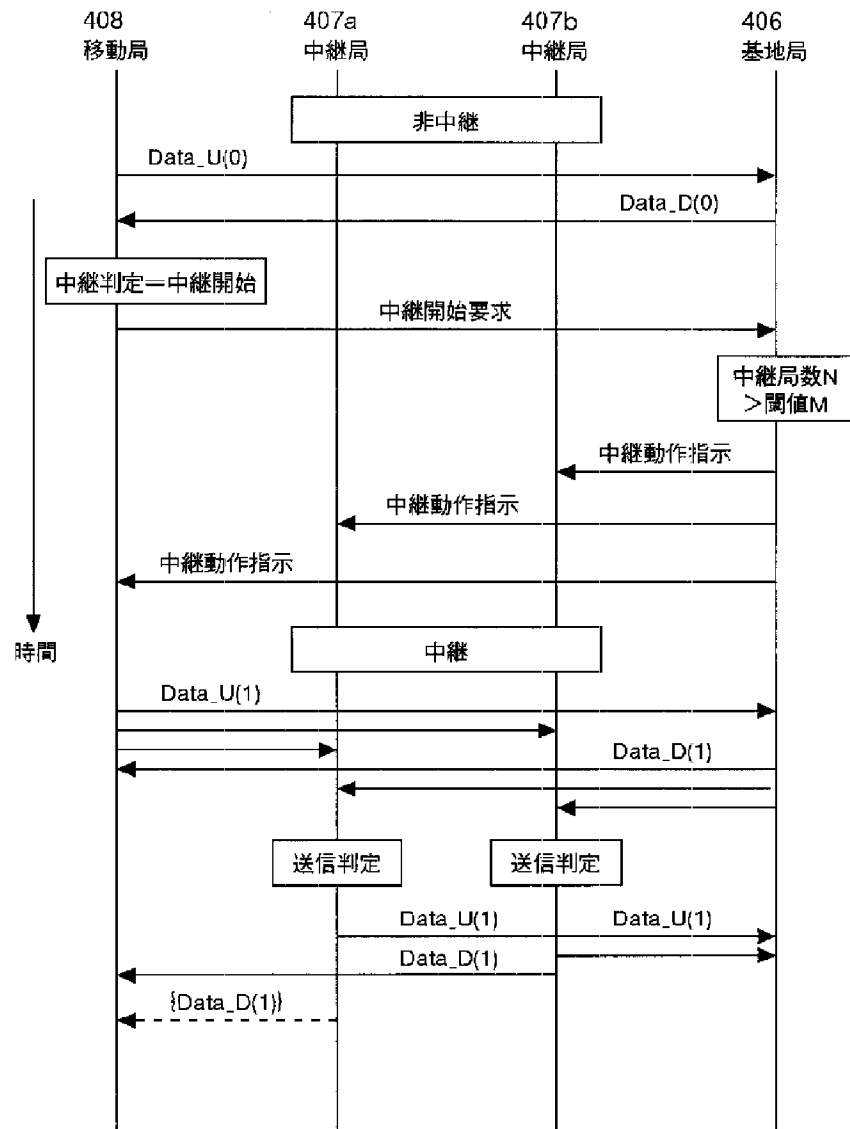 408
移動局
407a
中継局
407b
中継局
406
基地局
非中継
Data_U(0)
Data_D(0)
中継判定＝中継開始
中継開始要求
中継局数N
＞閾値M
中継動作指示
中継動作指示
中継動作指示
時間
中継
Data_U(1)
Data_D(1)
送信判定
送信判定
Data_U(1)
Data_U(1)
Data_D(1)
{Data_D(1)}